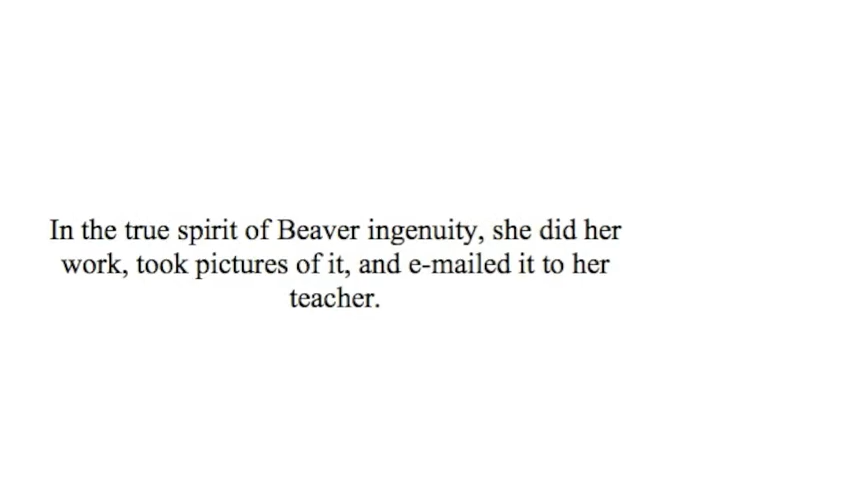 In the true spirit of Beaver ingenuity, she did her
work, took pictures of it, and e-mailed it to her
teacher.